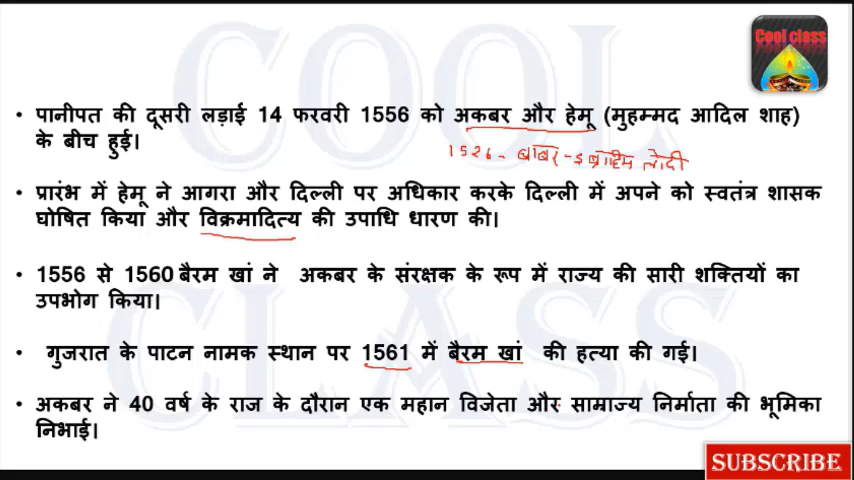 COOL
Cool class
• पानीपत की दूसरी लड़ाई 14 फरवरी 1556 को अकबर और हेमू (मुहम्मद आदिल शाह)
के बीच हुई।
1526 - बाबर - इब्राहिम लोदी
• प्रारंभ में हेमू ने आगरा और दिल्ली पर अधिकार करके दिल्ली में अपने को स्वतंत्र शासक
घोषित किया और विक्रमादित्य की उपाधि धारण की।
• 1556 से 1560 बैरम खां ने अकबर के संरक्षक के रूप में राज्य की सारी शक्तियों का
उपभोग किया।
CLASS
• गुजरात के पाटन नामक स्थान पर 1561 में बैरम खां की हत्या की गई।
• अकबर ने 40 वर्ष के राज के दौरान एक महान विजेता और साम्राज्य निर्माता की भूमिका
निभाई।
SUBSCRIBE